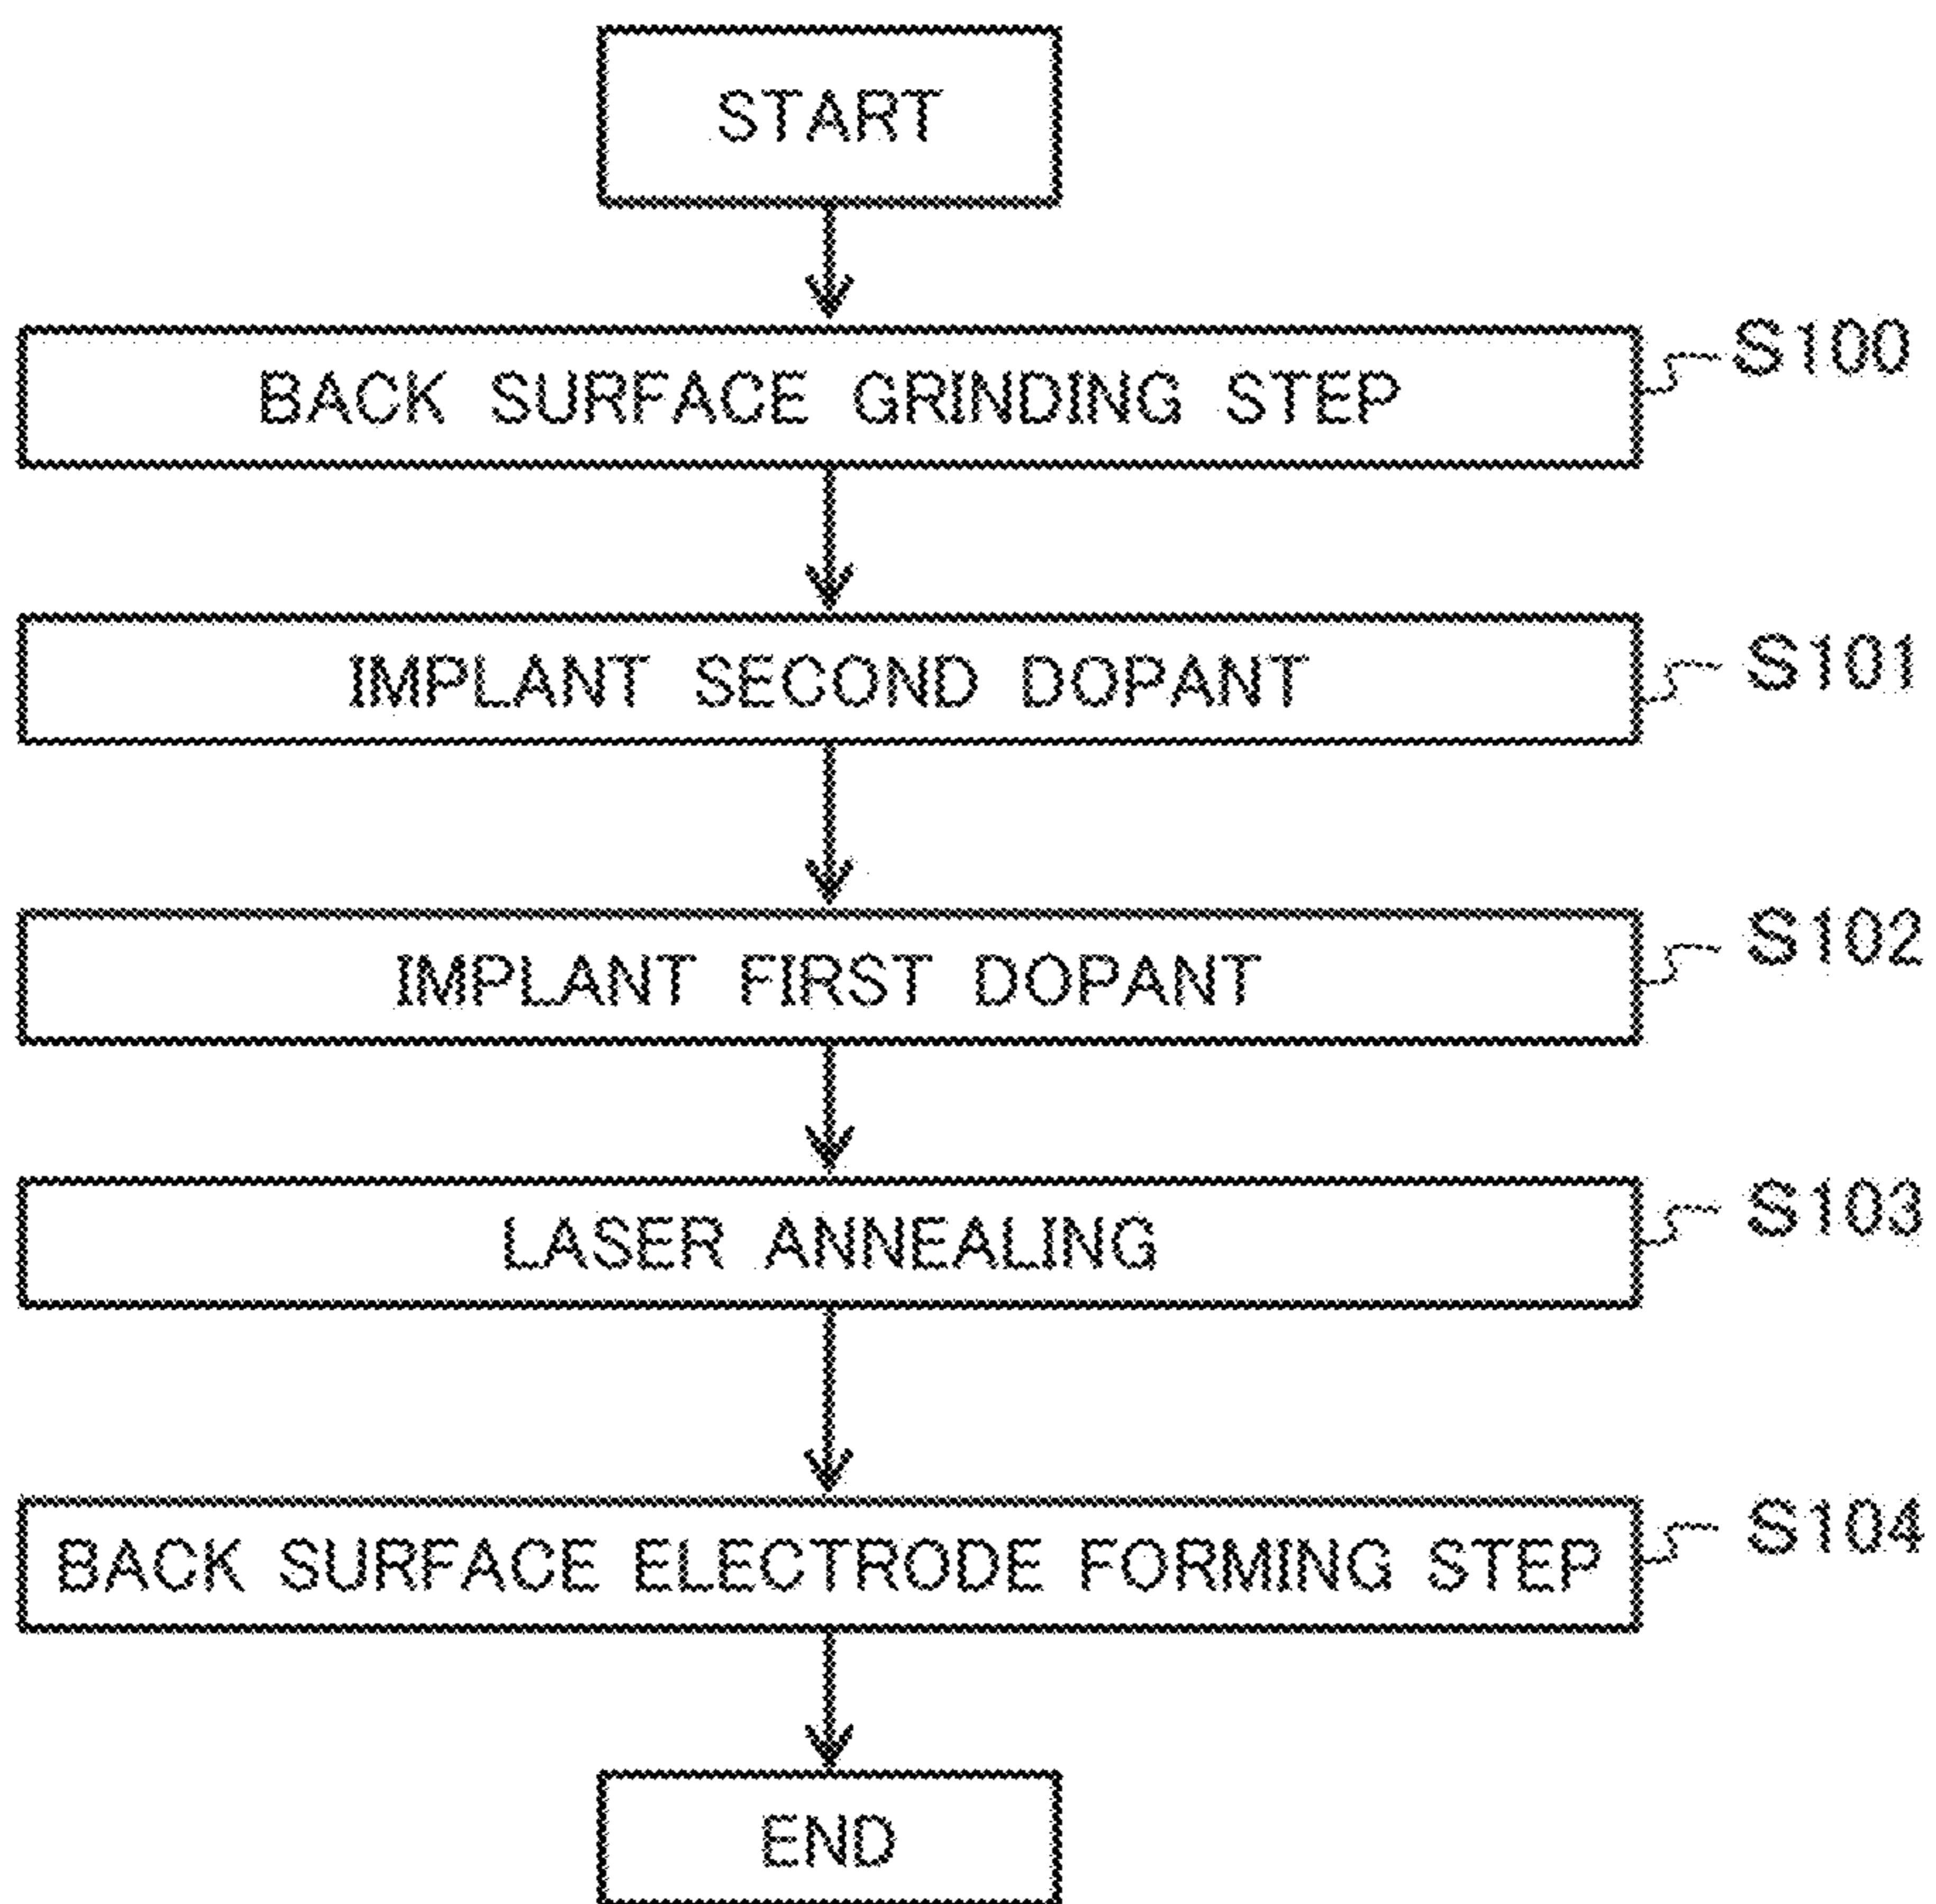 START
BACK SURFACE GRINDING STEP S100
IMPLANT SECOND DOPANT S101
IMPLANT FIRST DOPANT S102
LASER ANNEALING S103
BACK SURFACE ELECTRODE FORMING STEP S104
END